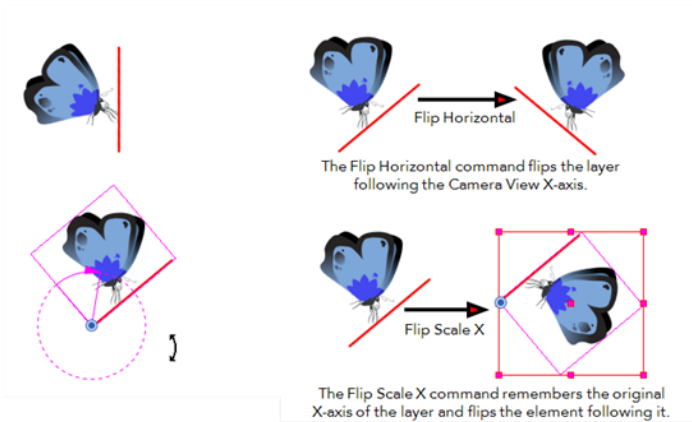 Flip Horizontal
The Flip Horizontal command flips the layer
following the Camera View X-axis.
Flip Scale X
The Flip Scale X command remembers the original
X-axis of the layer and flips the element following it.